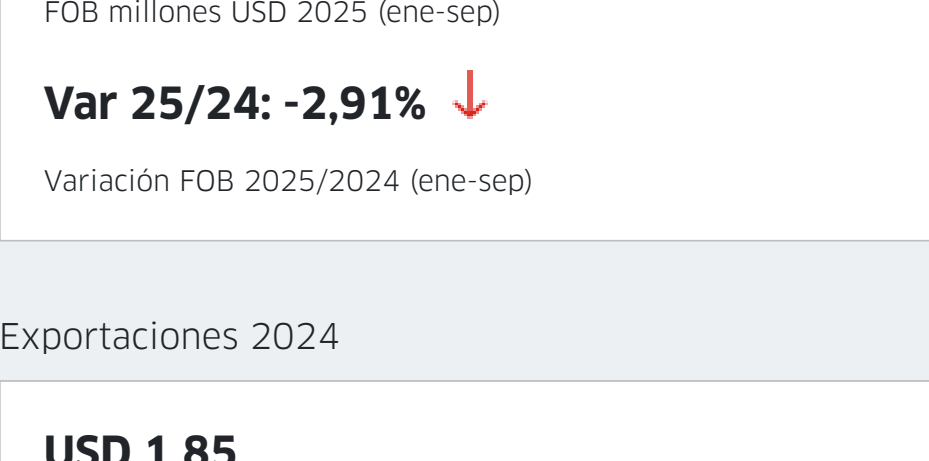 FOB millones USD 2025 (ene-sep)
Var 25/24: -2,91%
Variación FOB 2025/2024 (ene-sep)
Exportaciones 2024
USD 1,85